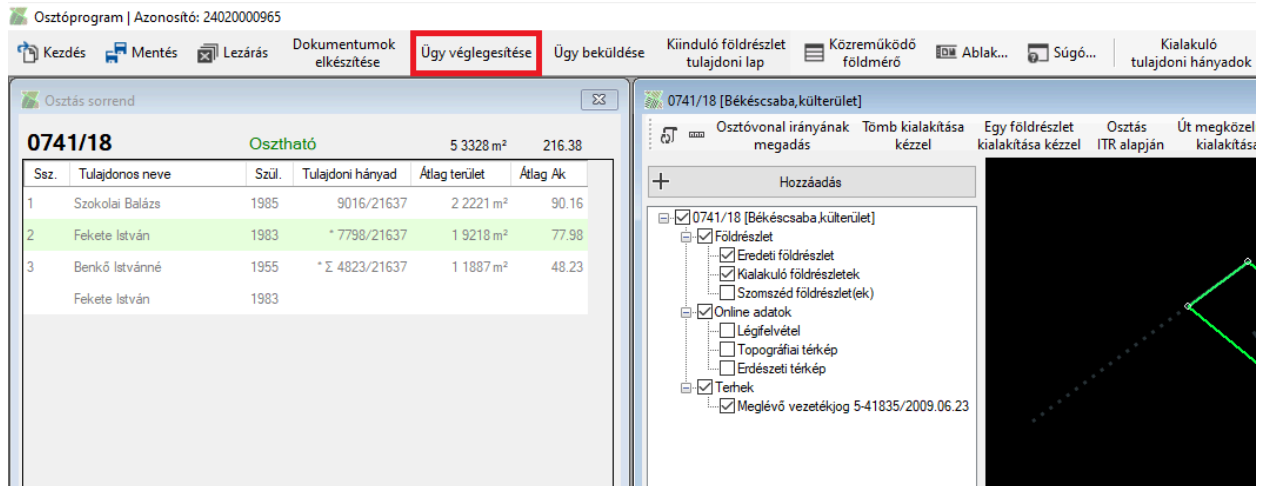 Osztóprogram | Azonosító: 24020000965
Kezdés Mentés Lezárás Dokumentumok elkészítése Ügy véglegesítése Ügy beküldése Kiinduló földrészlet tulajdoni lap Közreműködő földmérő Ablak... Súgó... Kialakuló tulajdoni hányadok
Osztás sorrend
0741/18 Osztható 5 3328 m² 216.38
Ssz. Tulajdonos neve Szül. Tulajdoni hányad Átlag terület Átlag Ak
1 Szokolai Balázs 1985 9016/21637 2 2221 m² 90.16
2 Fekete István 1983 * 7798/21637 1 9218 m² 77.98
3 Benkő Istvánné 1955 * Σ 4823/21637 1 1887 m² 48.23
Fekete István 1983
0741/18 [Békéscsaba,külterület]
Osztóvonal irányának megadás Tömb kialakítása kézzel Egy földrészlet kialakítása kézzel Osztás ITR alapján Út megközel kialakítása
Hozzáadás
0741/18 [Békéscsaba,külterület]
Földrészlet
Eredeti földrészlet
Kialakuló földrészletek
Szomszéd földrészlet(ek)
Online adatok
Légifelvétel
Topográfiai térkép
Erdészeti térkép
Terhek
Meglévő vezetékjog 5-41835/2009.06.23